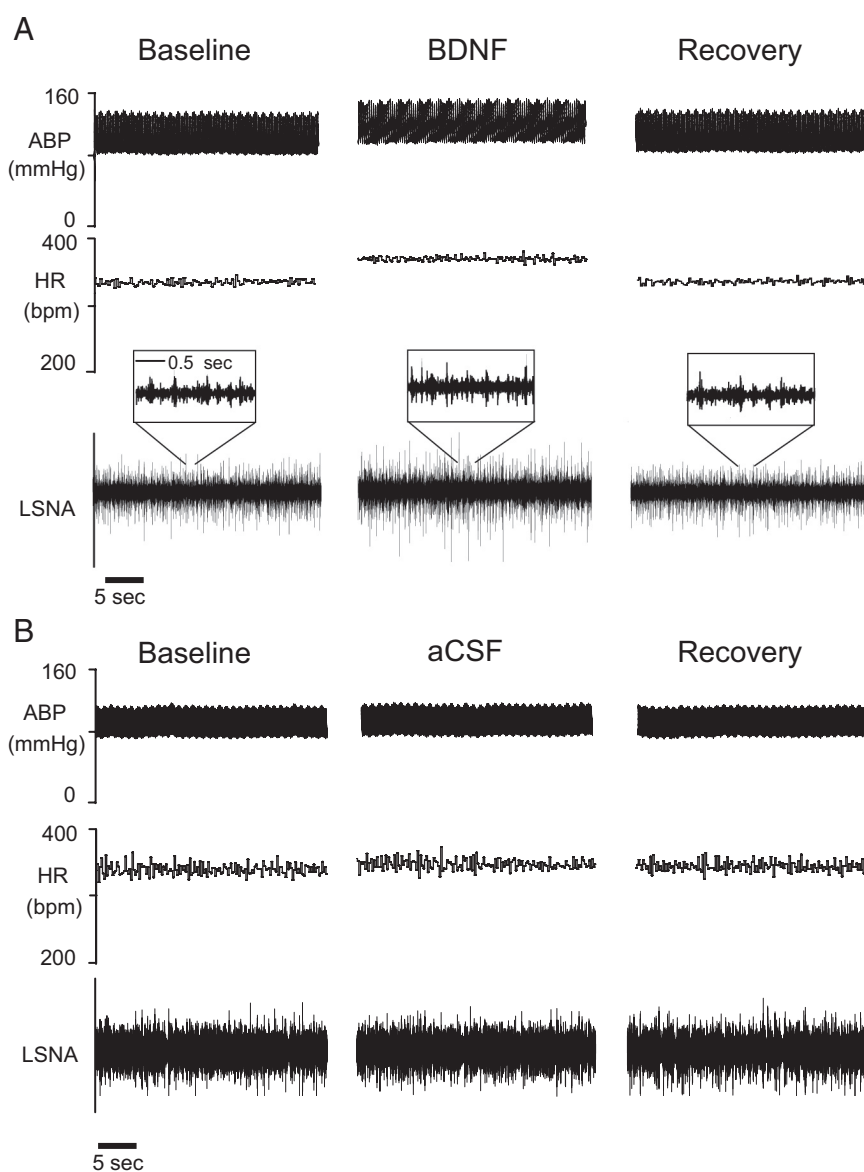 A
Baseline BDNF Recovery
160
ABP
(mmHg)
0
400
HR
(bpm)
200
0.5 sec
LSNA
5 sec
B
Baseline aCSF Recovery
160
ABP
(mmHg)
0
400
HR
(bpm)
200
LSNA
5 sec